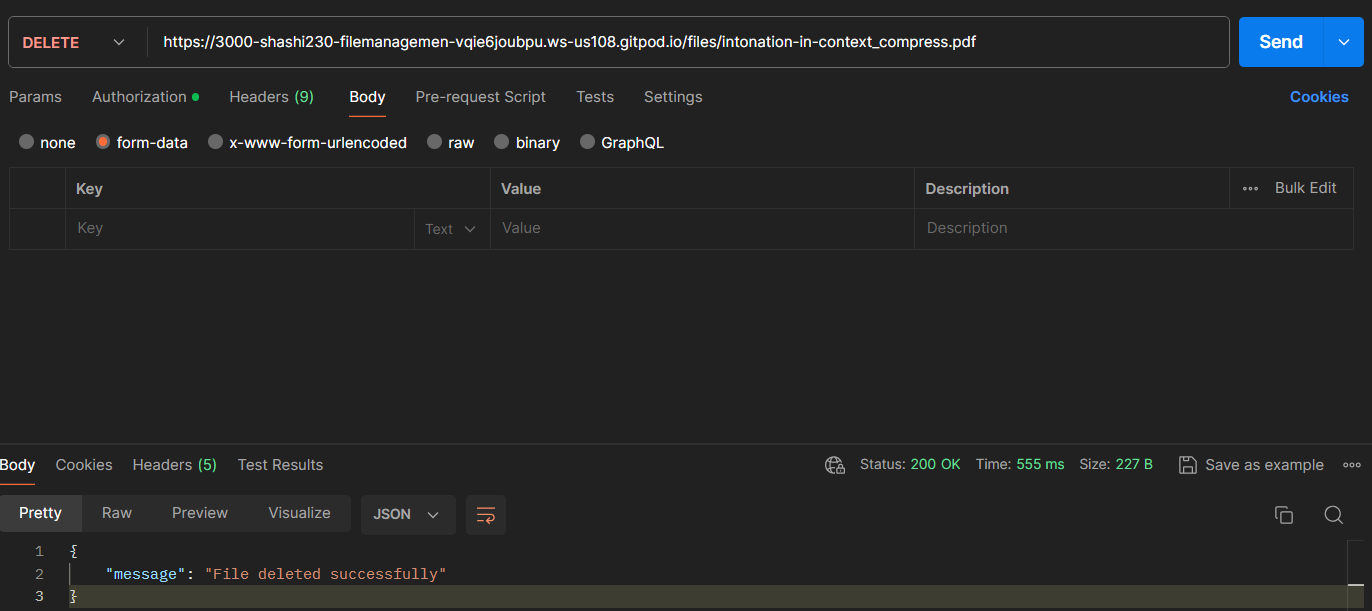 DELETE https://3000-shashi230-filemanagemen-vqie6joubpu.ws-us108.gitpod.io/files/intonation-in-context_compress.pdf Send
Params Authorization Headers (9) Body Pre-request Script Tests Settings Cookies
none form-data x-www-form-urlencoded raw binary GraphQL
Key Value Description Bulk Edit
Key Text Value Description
Body Cookies Headers (5) Test Results Status: 200 OK Time: 555 ms Size: 227 B Save as example
Pretty Raw Preview Visualize JSON
1 {
2 "message": "File deleted successfully"
3 }